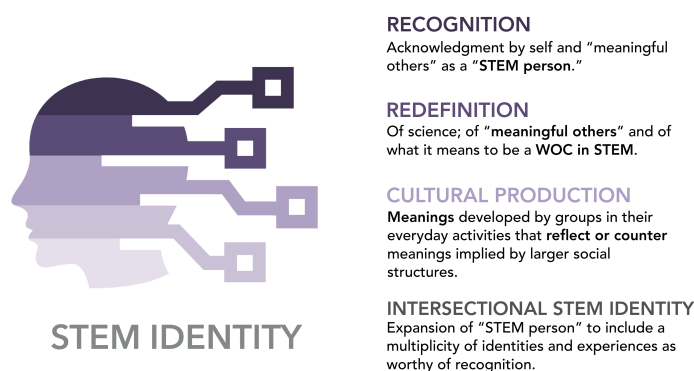 RECOGNITION
Acknowledgment by self and “meaningful
others” as a “STEM person.”
REDEFINITION
Of science; of “meaningful others” and of
what it means to be a WOC in STEM.
CULTURAL PRODUCTION
Meanings developed by groups in their
everyday activities that reflect or counter
meanings implied by larger social
structures.
INTERSECTIONAL STEM IDENTITY
Expansion of “STEM person” to include a
multiplicity of identities and experiences as
worthy of recognition.
STEM IDENTITY